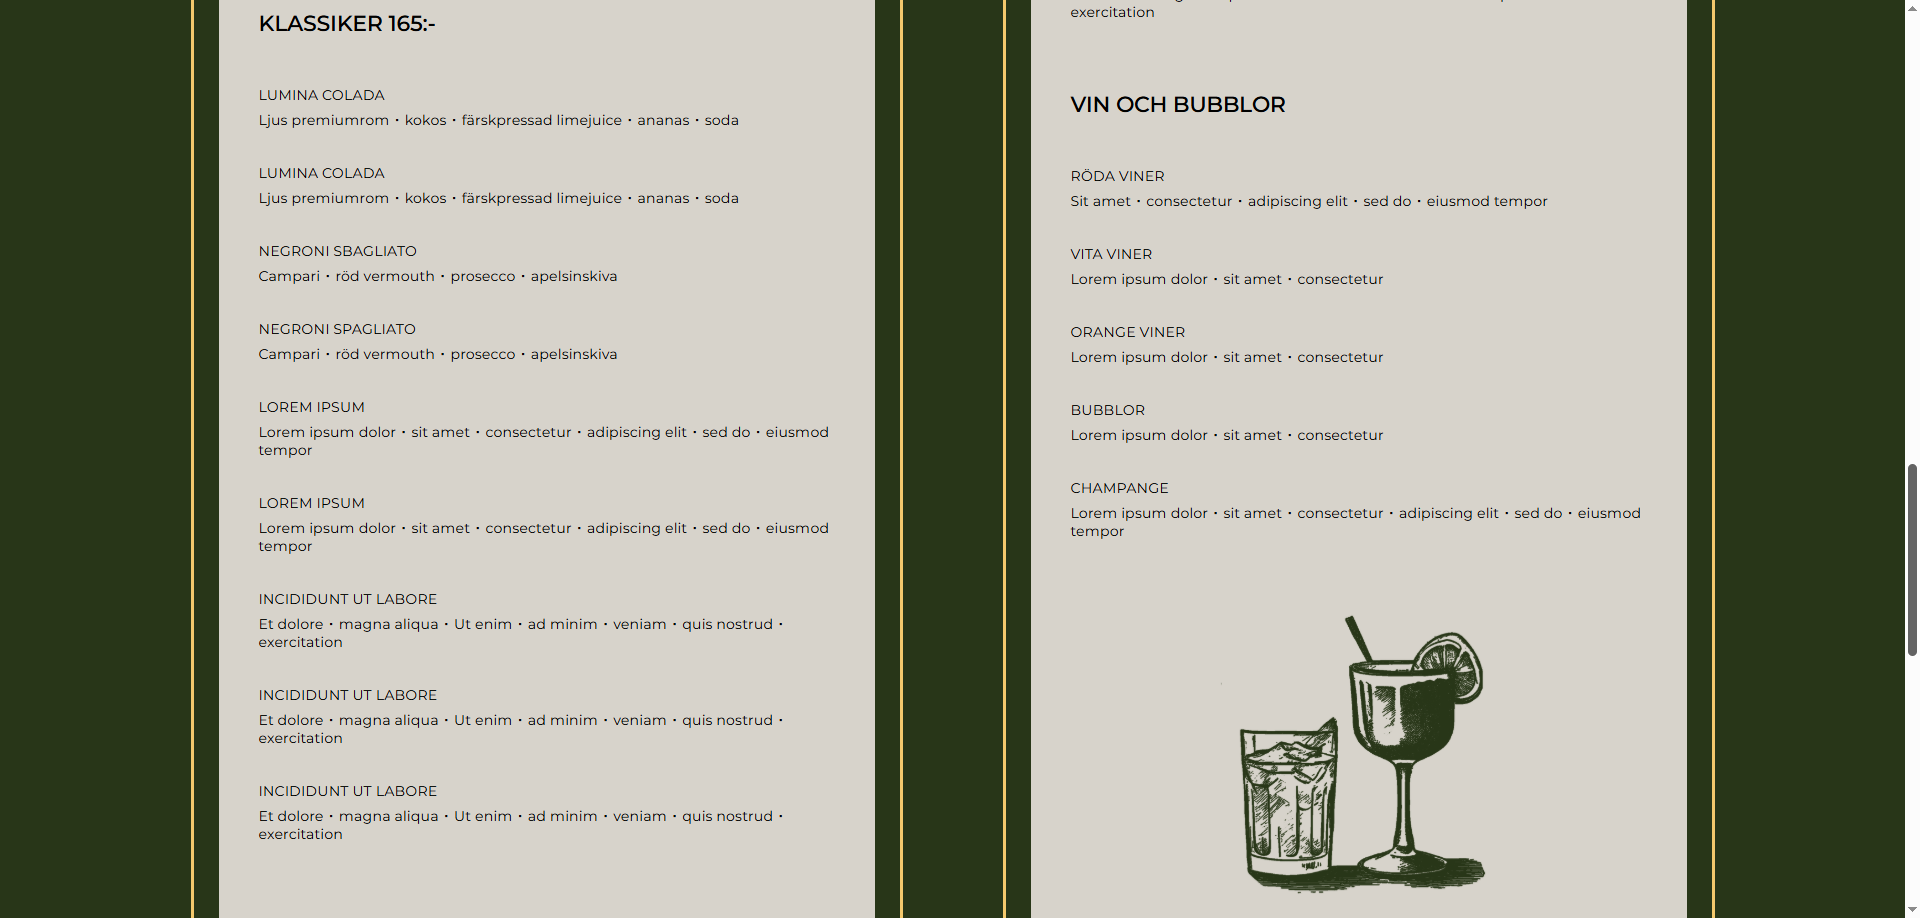 KLASSIKER 165:-
LUMINA COLADA
Ljus premiumrom • kokos • färskpressad limejuice • ananas • soda
LUMINA COLADA
Ljus premiumrom • kokos • färskpressad limejuice • ananas • soda
NEGRONI SBAGLIATO
Campari • röd vermouth • prosecco • apelsinskiva
NEGRONI SPAGLIATO
Campari • röd vermouth • prosecco • apelsinskiva
LOREM IPSUM
Lorem ipsum dolor • sit amet • consectetur • adipiscing elit • sed do • eiusmod
tempor
LOREM IPSUM
Lorem ipsum dolor • sit amet • consectetur • adipiscing elit • sed do • eiusmod
tempor
INCIDIDUNT UT LABORE
Et dolore • magna aliqua • Ut enim • ad minim • veniam • quis nostrud •
exercitation
INCIDIDUNT UT LABORE
Et dolore • magna aliqua • Ut enim • ad minim • veniam • quis nostrud •
exercitation
INCIDIDUNT UT LABORE
Et dolore • magna aliqua • Ut enim • ad minim • veniam • quis nostrud •
exercitation
exercitation
VIN OCH BUBBLOR
RÖDA VINER
Sit amet • consectetur • adipiscing elit • sed do • eiusmod tempor
VITA VINER
Lorem ipsum dolor • sit amet • consectetur
ORANGE VINER
Lorem ipsum dolor • sit amet • consectetur
BUBBLOR
Lorem ipsum dolor • sit amet • consectetur
CHAMPANGE
Lorem ipsum dolor • sit amet • consectetur • adipiscing elit • sed do • eiusmod
tempor